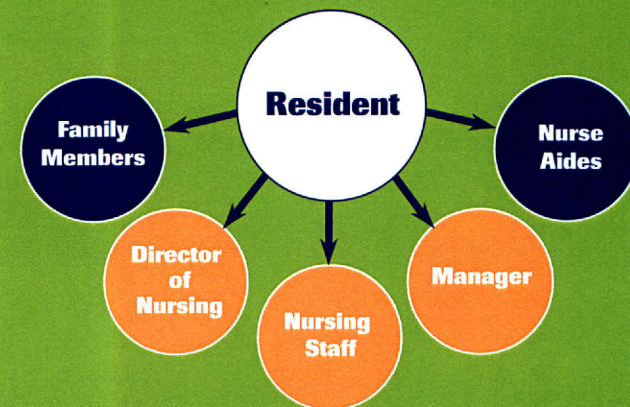 Resident
Family
Members
Nurse
Aides
Director
of
Nursing
Manager
Nursing
Staff